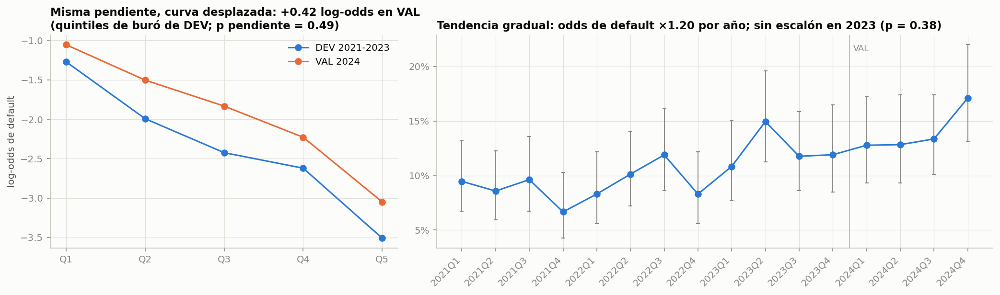 Misma pendiente, curva desplazada: +0.42 log-odds en VAL
(quintiles de buró de DEV; p pendiente = 0.49)
DEV 2021-2023
VAL 2024
log-odds de default
−1.0
−1.5
−2.0
−2.5
−3.0
−3.5
Q1
Q2
Q3
Q4
Q5
Tendencia gradual: odds de default ×1.20 por año; sin escalón en 2023 (p = 0.38)
VAL
20%
15%
10%
5%
2021Q1
2021Q2
2021Q3
2021Q4
2022Q1
2022Q2
2022Q3
2022Q4
2023Q1
2023Q2
2023Q3
2023Q4
2024Q1
2024Q2
2024Q3
2024Q4